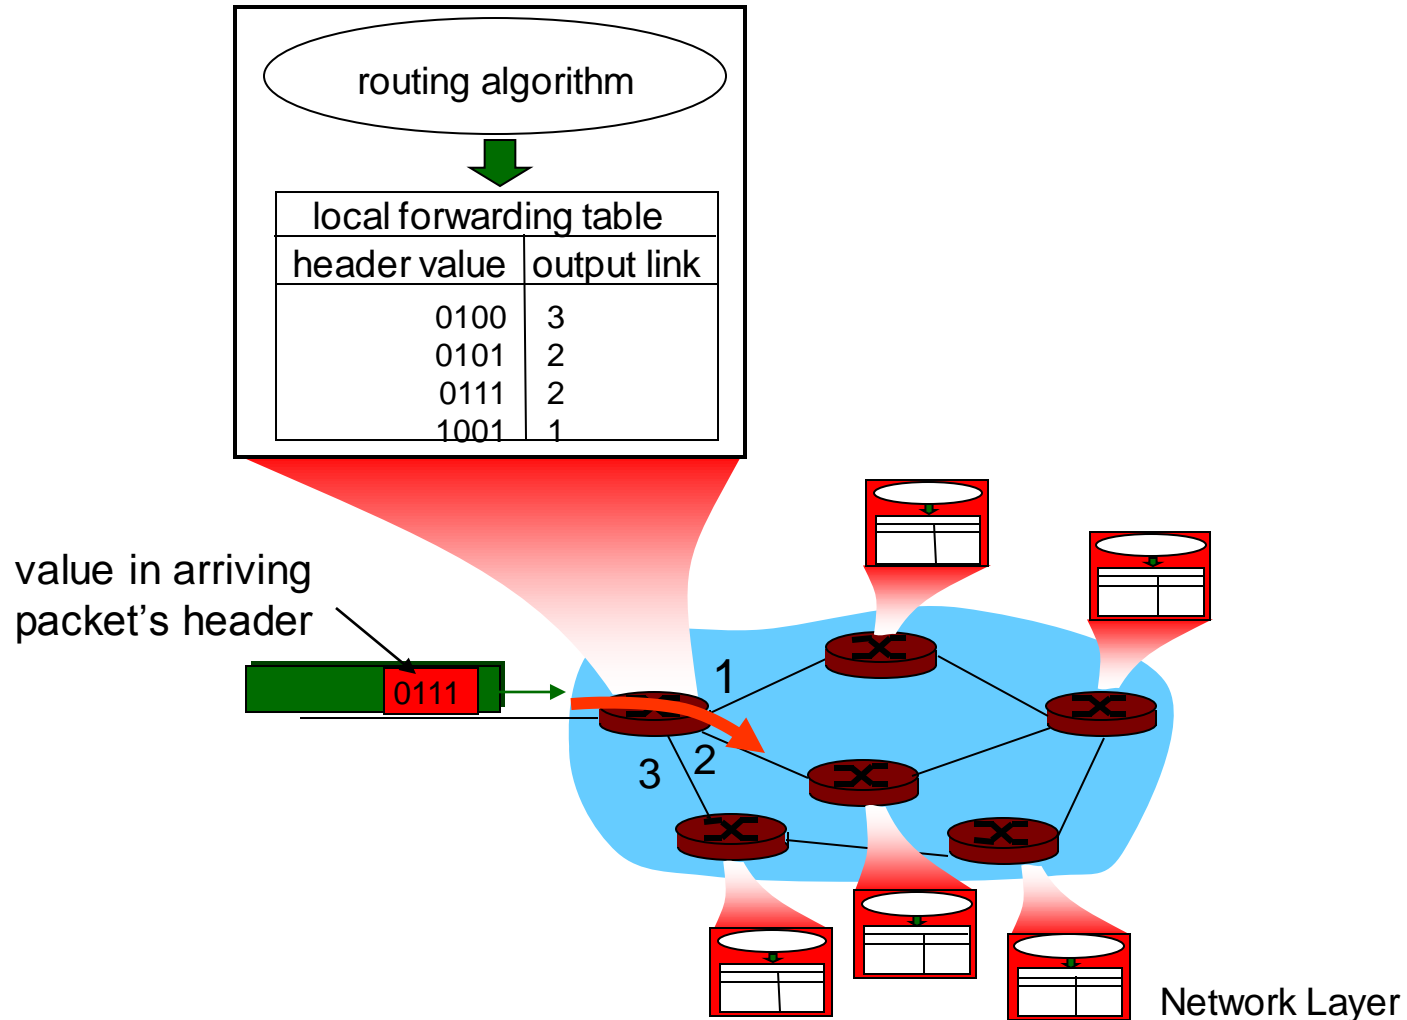 routing algorithm
local forwarding table
header value output link
0100 3
0101 2
0111 2
1001 1
value in arriving
packet's header
0111
1
2
3
Network Layer